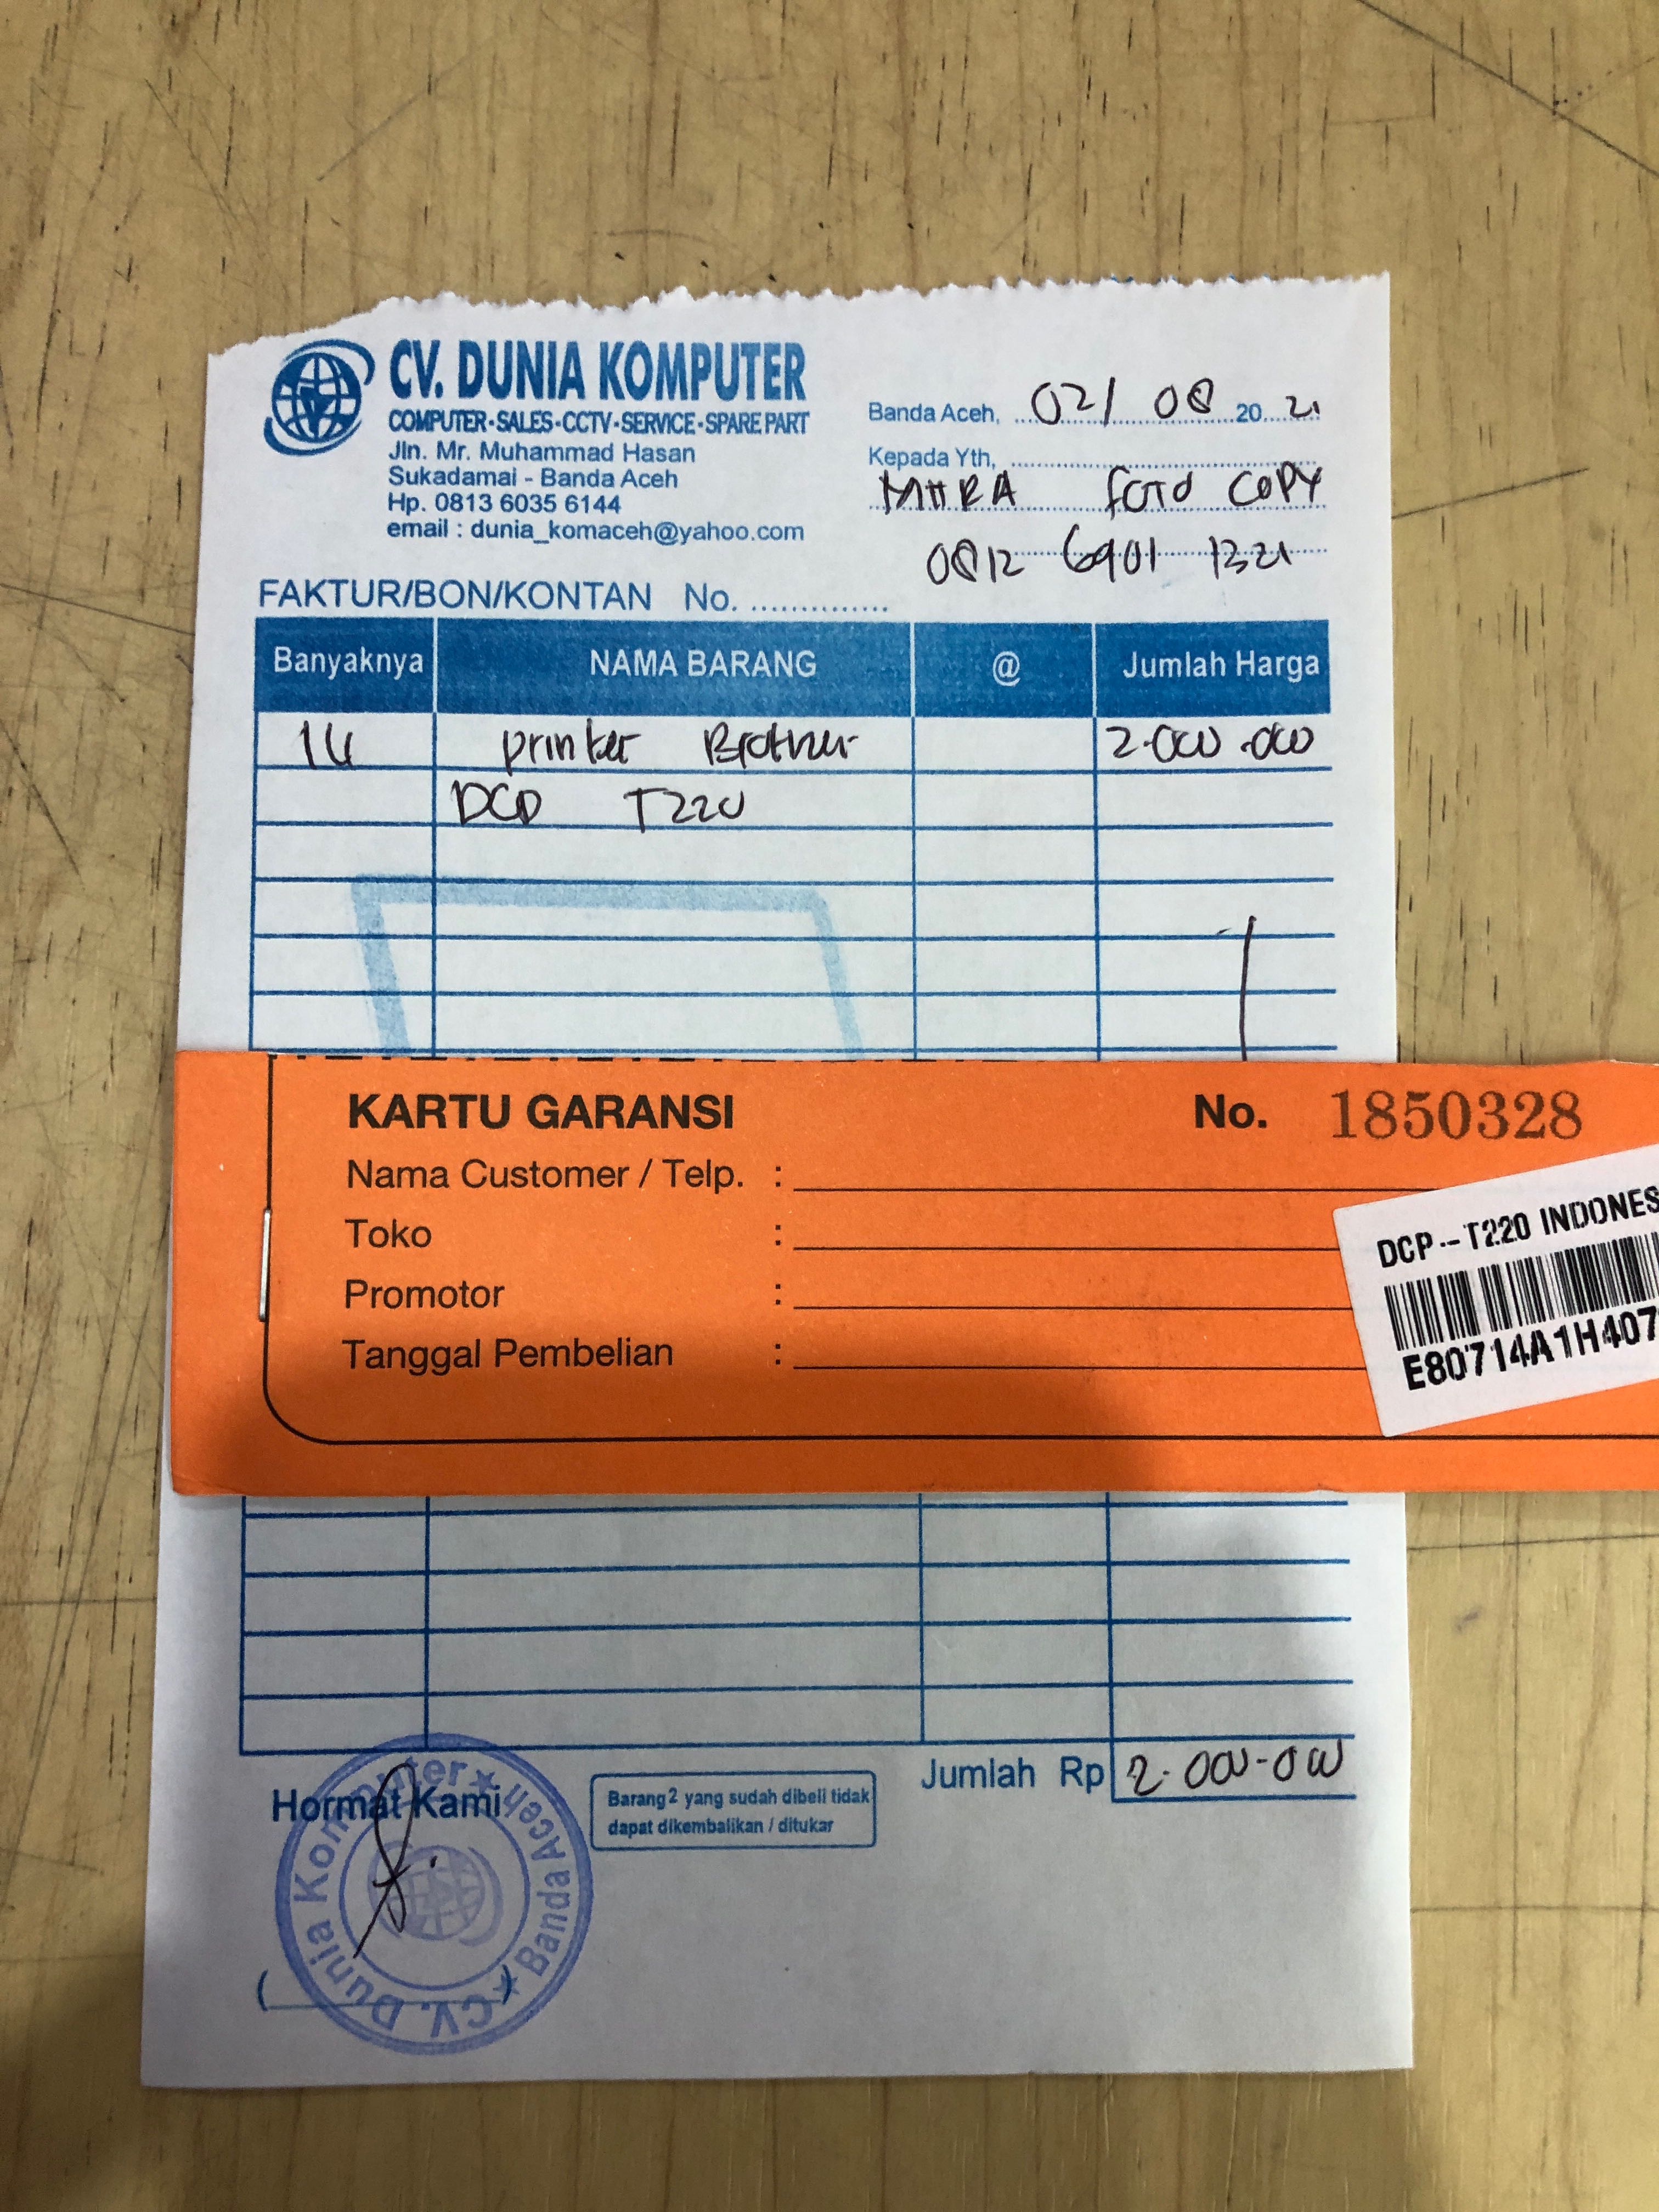 CV. DUNIA KOMPUTER
COMPUTER - SALES - CCTV - SERVICE - SPARE PART
Jln. Mr. Muhammad Hasan
Sukadamai - Banda Aceh
Hp. 0813 6035 6144
email : dunia_komaceh@yahoo.com
Banda Aceh, 02/ 08 2021
Kepada Yth,
MITRA foto COPY
0812 6901 1321
FAKTUR/BON/KONTAN No. ..............
Banyaknya NAMA BARANG @ Jumlah Harga
1U printer Brother 2.000.000
DCP T220
KARTU GARANSI No. 1850328
Nama Customer / Telp. :
Toko :
Promotor :
Tanggal Pembelian :
DCP-T220 INDONES
E80714A1H407
Jumlah Rp 2.000.000
Hormat Kami
Barang2 yang sudah dibeli tidak
dapat dikembalikan / ditukar
CV. Dunia Komputer ★ Banda Aceh ★